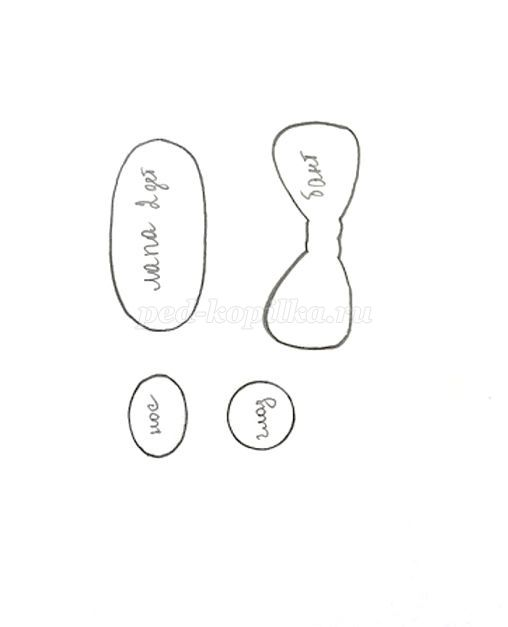 лапа 2 дет
бант
ped-kopilka.ru
нос
глаз